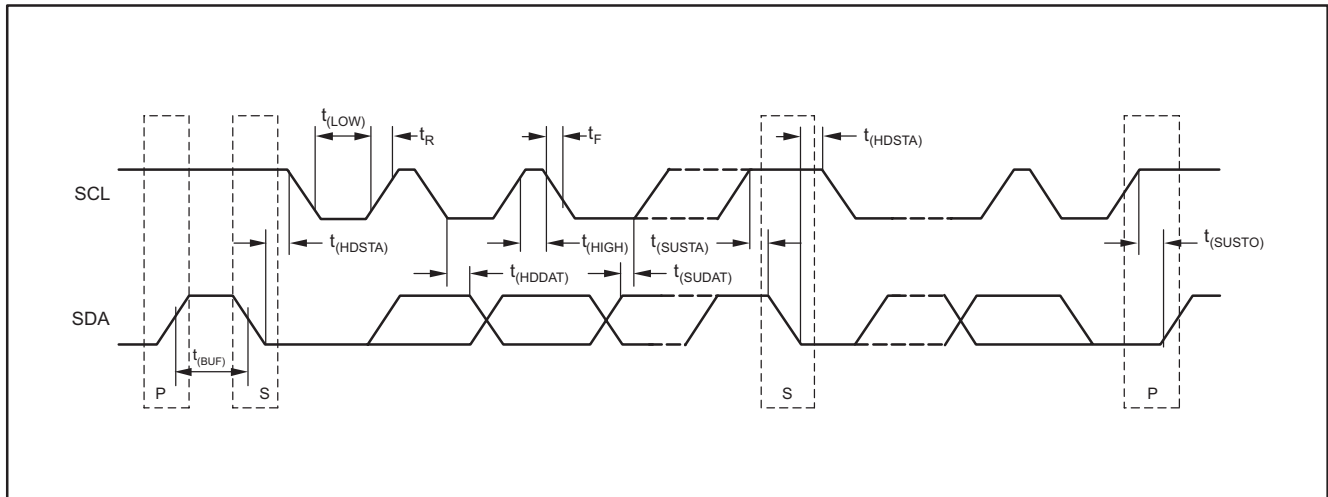 t(LOW)
tR
tF
t(HDSTA)
SCL
t(HDSTA)
t(HIGH)
t(SUSTA)
t(SUSTO)
t(HDDAT)
t(SUDAT)
SDA
t(BUF)
P
S
S
P